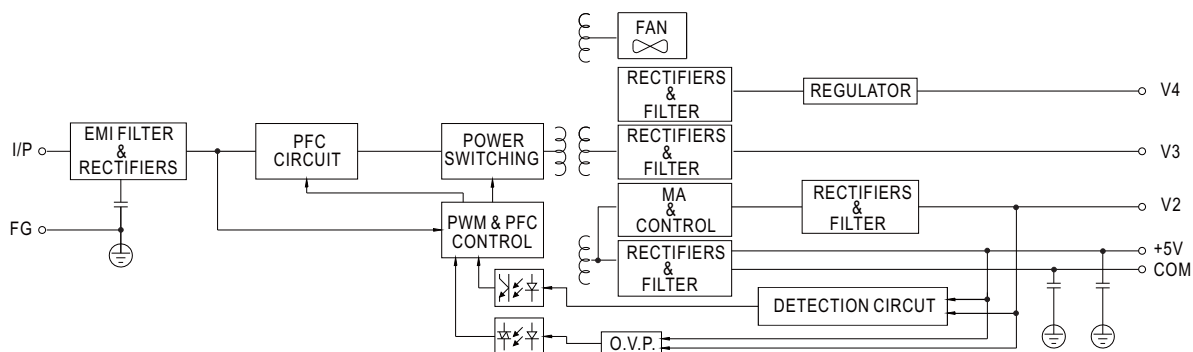 FAN
RECTIFIERS
&
FILTER
REGULATOR
V4
I/P
EMI FILTER
&
RECTIFIERS
PFC
CIRCUIT
POWER
SWITCHING
RECTIFIERS
&
FILTER
V3
MA
&
CONTROL
RECTIFIERS
&
FILTER
V2
FG
PWM & PFC
CONTROL
RECTIFIERS
&
FILTER
+5V
COM
DETECTION CIRCUT
O.V.P.